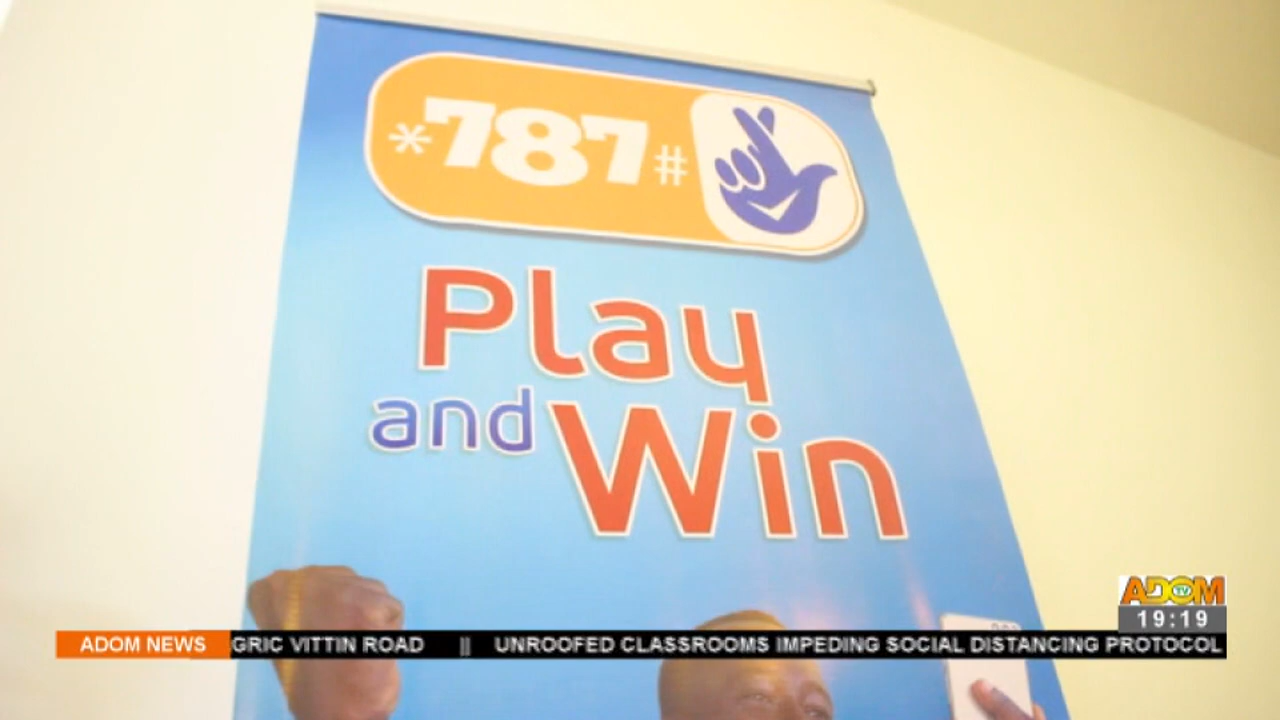 *787#
Play
and Win
ADOM
TV
19:19
ADOM NEWS
GRIC VITTIN ROAD || UNROOFED CLASSROOMS IMPEDING SOCIAL DISTANCING PROTOCOL